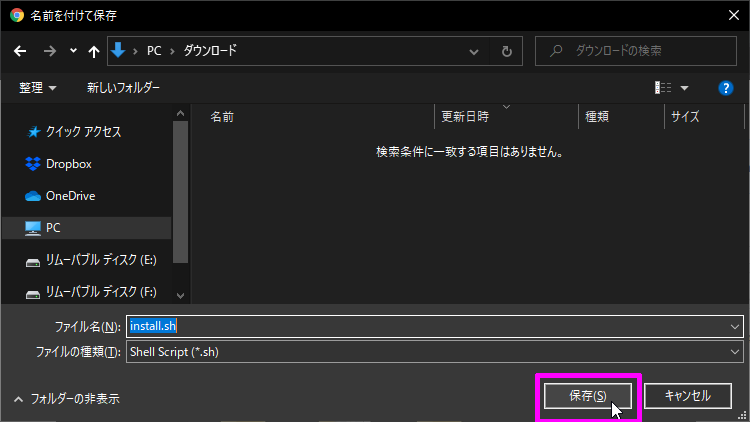 名前を付けて保存
PC › ダウンロード
ダウンロードの検索
整理
新しいフォルダー
名前 更新日時 種類 サイズ
検索条件に一致する項目はありません。
クイック アクセス
Dropbox
OneDrive
PC
リムーバブル ディスク (E:)
リムーバブル ディスク (F:)
ファイル名(N): install.sh
ファイルの種類(T): Shell Script (*.sh)
フォルダーの非表示
保存(S)
キャンセル